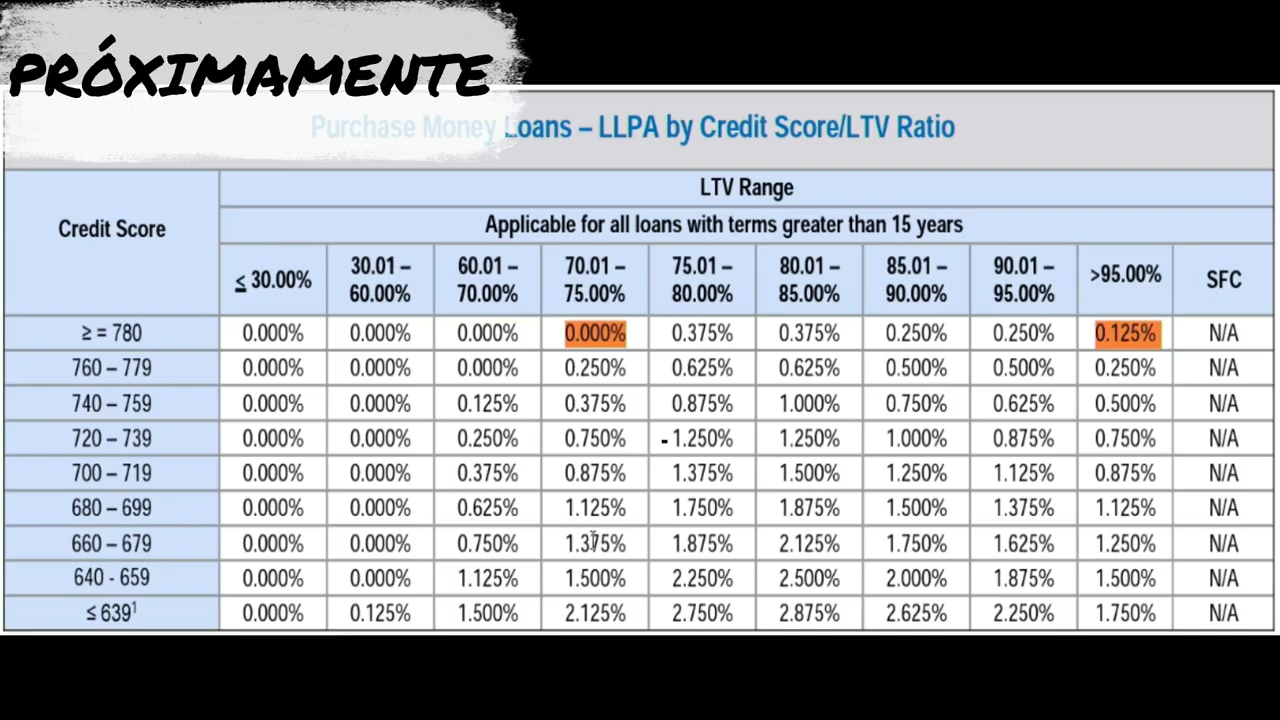 PRÓXIMAMENTE
Purchase Money Loans – LLPA by Credit Score/LTV Ratio
Credit Score
LTV Range
Applicable for all loans with terms greater than 15 years
≤ 30.00% 30.01 – 60.00% 60.01 – 70.00% 70.01 – 75.00% 75.01 – 80.00% 80.01 – 85.00% 85.01 – 90.00% 90.01 – 95.00% >95.00% SFC
≥ = 780 0.000% 0.000% 0.000% 0.000% 0.375% 0.375% 0.250% 0.250% 0.125% N/A
760 – 779 0.000% 0.000% 0.000% 0.250% 0.625% 0.625% 0.500% 0.500% 0.250% N/A
740 – 759 0.000% 0.000% 0.125% 0.375% 0.875% 1.000% 0.750% 0.625% 0.500% N/A
720 – 739 0.000% 0.000% 0.250% 0.750% -1.250% 1.250% 1.000% 0.875% 0.750% N/A
700 – 719 0.000% 0.000% 0.375% 0.875% 1.375% 1.500% 1.250% 1.125% 0.875% N/A
680 – 699 0.000% 0.000% 0.625% 1.125% 1.750% 1.875% 1.500% 1.375% 1.125% N/A
660 – 679 0.000% 0.000% 0.750% 1.375% 1.875% 2.125% 1.750% 1.625% 1.250% N/A
640 - 659 0.000% 0.000% 1.125% 1.500% 2.250% 2.500% 2.000% 1.875% 1.500% N/A
≤ 639¹ 0.000% 0.125% 1.500% 2.125% 2.750% 2.875% 2.625% 2.250% 1.750% N/A